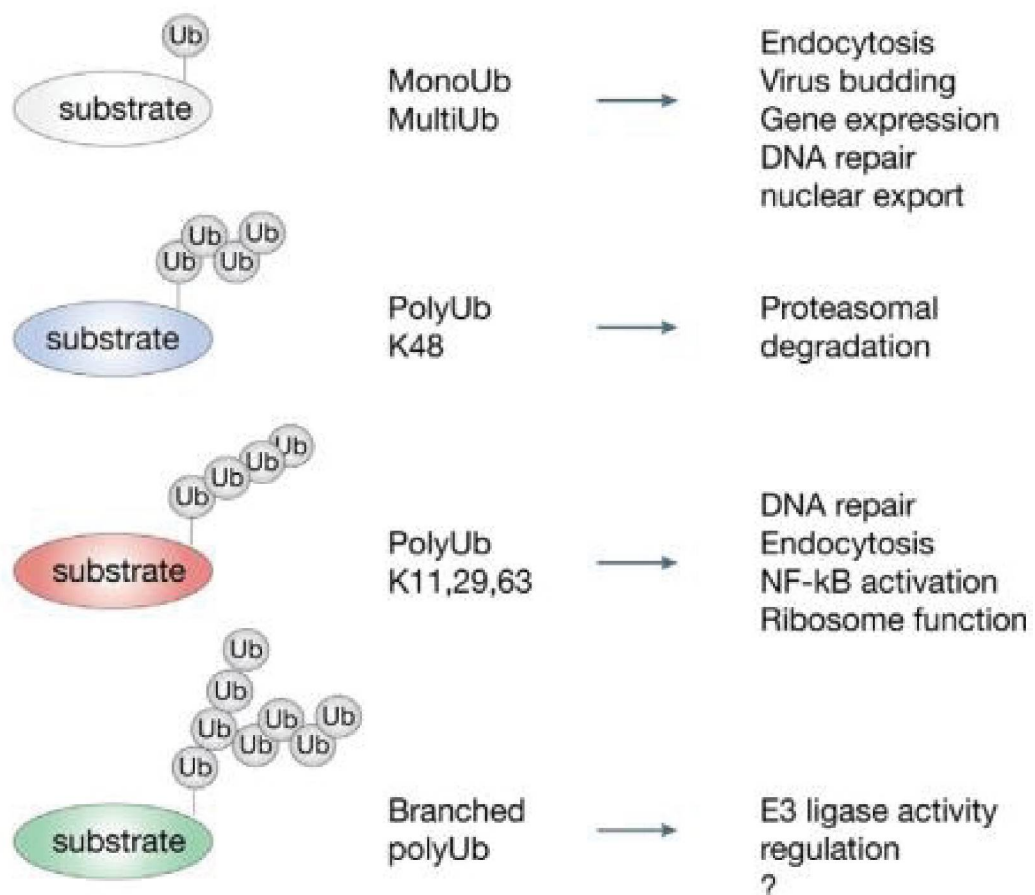 Ub
substrate
MonoUb
MultiUb
Endocytosis
Virus budding
Gene expression
DNA repair
nuclear export
Ub Ub Ub Ub
substrate
PolyUb
K48
Proteasomal
degradation
Ub Ub Ub Ub
substrate
PolyUb
K11,29,63
DNA repair
Endocytosis
NF-kB activation
Ribosome function
Ub
Ub
Ub Ub Ub Ub Ub
Ub
substrate
Branched
polyUb
E3 ligase activity
regulation
?